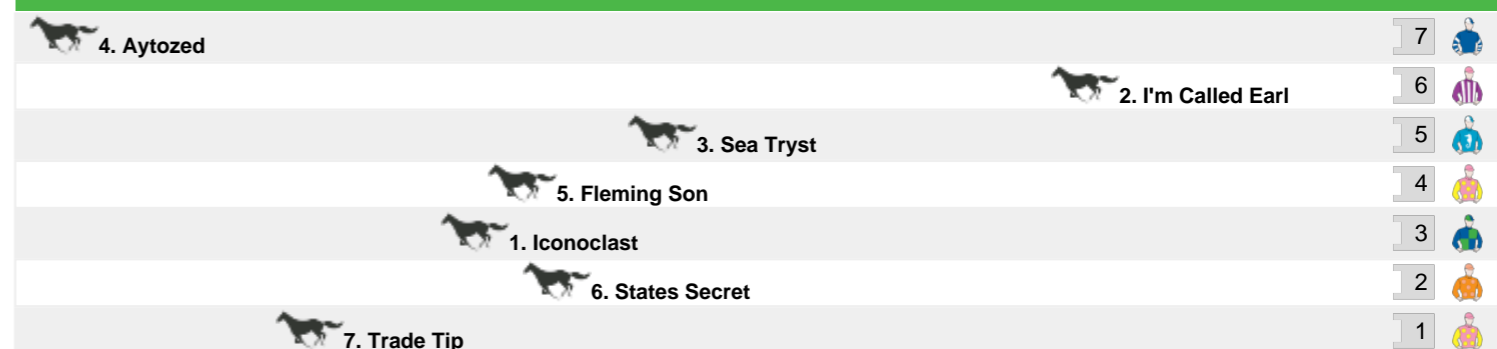 4. Aytozed 7
2. I'm Called Earl 6
3. Sea Tryst 5
5. Fleming Son 4
1. Iconoclast 3
6. States Secret 2
7. Trade Tip 1